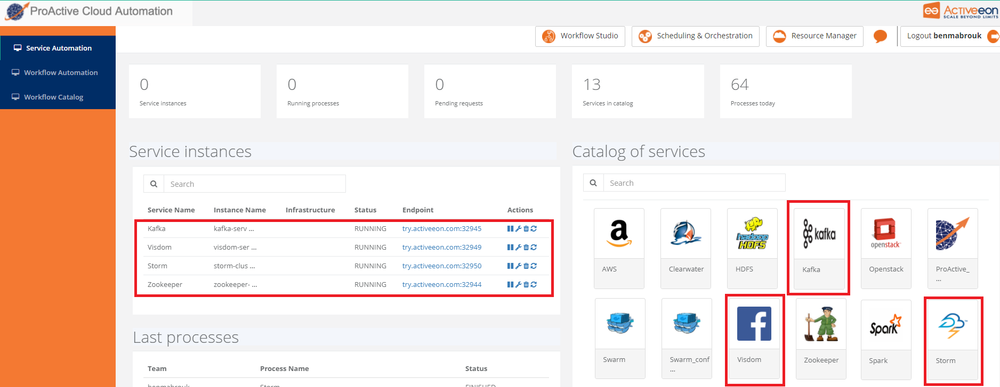 ProActive Cloud Automation
Activeeon
SCALE BEYOND LIMITS
Workflow Studio
Scheduling & Orchestration
Resource Manager
Logout benmabrouk
Service Automation
Workflow Automation
Workflow Catalog
0
Service instances
0
Running processes
0
Pending requests
13
Services in catalog
64
Processes today
Service instances
Search
Service Name Instance Name Infrastructure Status Endpoint Actions
Kafka kafka-serv ... RUNNING try.activeeon.com:32945
Visdom visdom-ser ... RUNNING try.activeeon.com:32949
Storm storm-clus ... RUNNING try.activeeon.com:32950
Zookeeper zookeeper- ... RUNNING try.activeeon.com:32944
Last processes
Team Process Name Status
benmabrouk Storm FINISHED
Catalog of services
Search
a
hadoop
HDFS
kafka
openstack
AWS
Clearwater
HDFS
Kafka
Openstack
ProActive_
...
f
Spark
Swarm
Swarm_conf
...
Visdom
Zookeeper
Spark
Storm